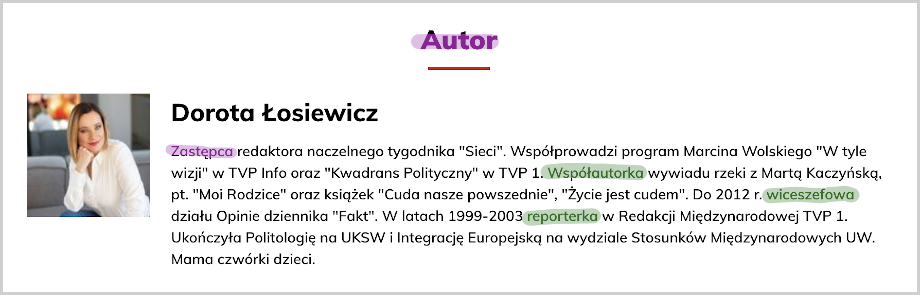 Autor
Dorota Łosiewicz
Zastępca redaktora naczelnego tygodnika "Sieci". Współprowadzi program Marcina Wolskiego "W tyle
wizji" w TVP Info oraz "Kwadrans Polityczny" w TVP 1. Współautorka wywiadu rzeki z Martą Kaczyńską,
pt. "Moi Rodzice" oraz książek "Cuda nasze powszednie", "Życie jest cudem". Do 2012 r. wiceszefowa
działu Opinie dziennika "Fakt". W latach 1999-2003 reporterka w Redakcji Międzynarodowej TVP 1.
Ukończyła Politologię na UKSW i Integrację Europejską na wydziale Stosunków Międzynarodowych UW.
Mama czwórki dzieci.